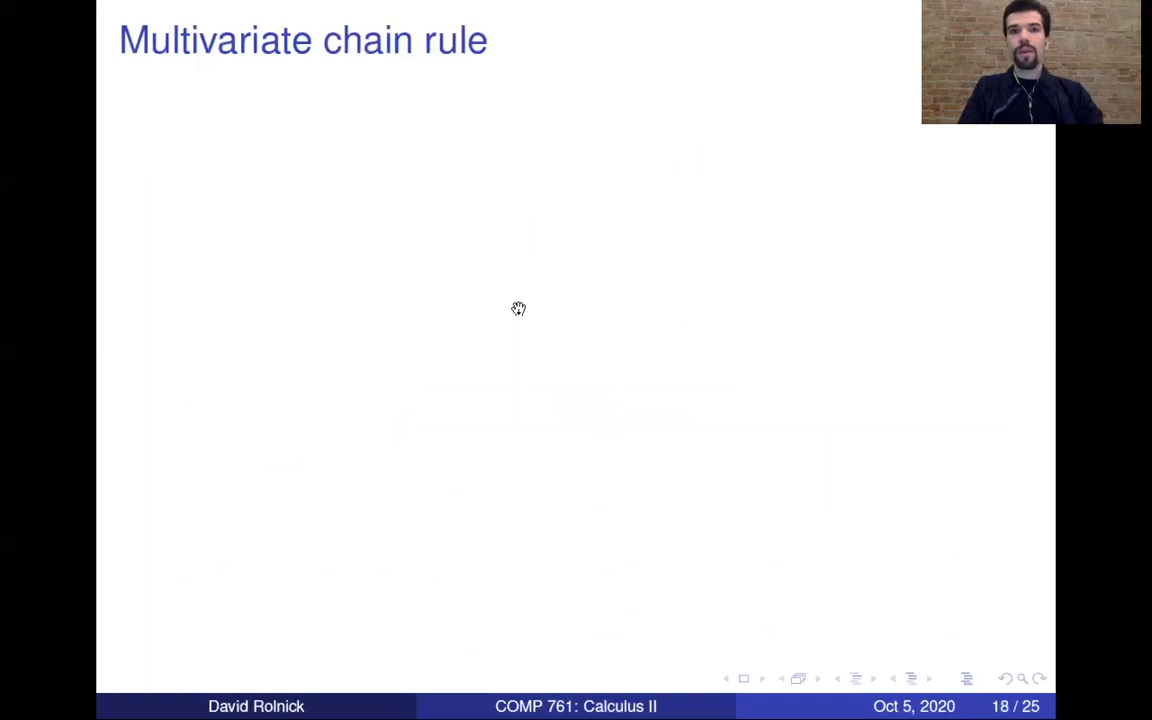 Multivariate chain rule
David Rolnick
COMP 761: Calculus II
Oct 5, 2020
18 / 25